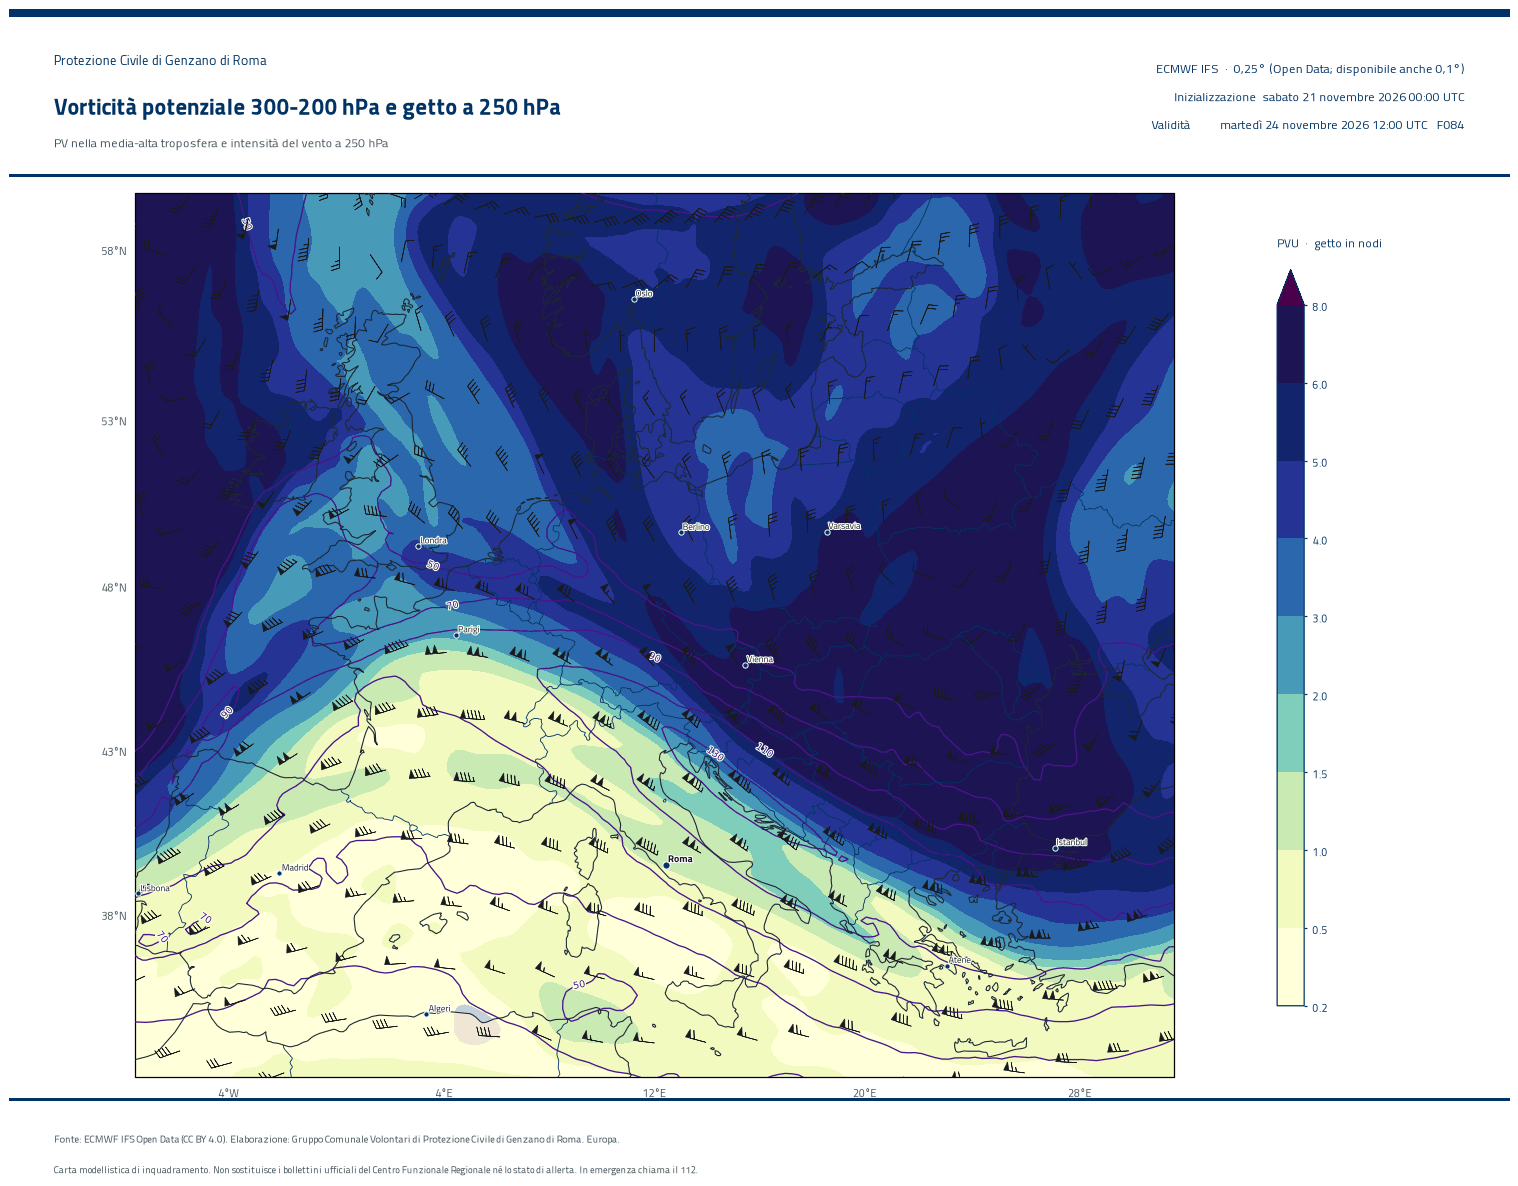 Protezione Civile di Genzano di Roma
Vorticità potenziale 300-200 hPa e getto a 250 hPa
PV nella media-alta troposfera e intensità del vento a 250 hPa
ECMWF IFS · 0,25° (Open Data; disponibile anche 0,1°)
Inizializzazione sabato 21 novembre 2026 00:00 UTC
Validità martedì 24 novembre 2026 12:00 UTC F084
PVU · getto in nodi
8.0
6.0
5.0
4.0
3.0
2.0
1.5
1.0
0.5
0.2
58°N
53°N
48°N
43°N
38°N
4°W
4°E
12°E
20°E
28°E
Oslo
Berlino
Varsavia
Londra
50
70
Parigi
90
Vienna
90
130
110
Istanbul
Roma
Madrid
Lisbona
70
70
Atene
50
Algeri
Fonte: ECMWF IFS Open Data (CC BY 4.0). Elaborazione: Gruppo Comunale Volontari di Protezione Civile di Genzano di Roma. Europa.
Carta modellistica di inquadramento. Non sostituisce i bollettini ufficiali del Centro Funzionale Regionale né lo stato di allerta. In emergenza chiama il 112.